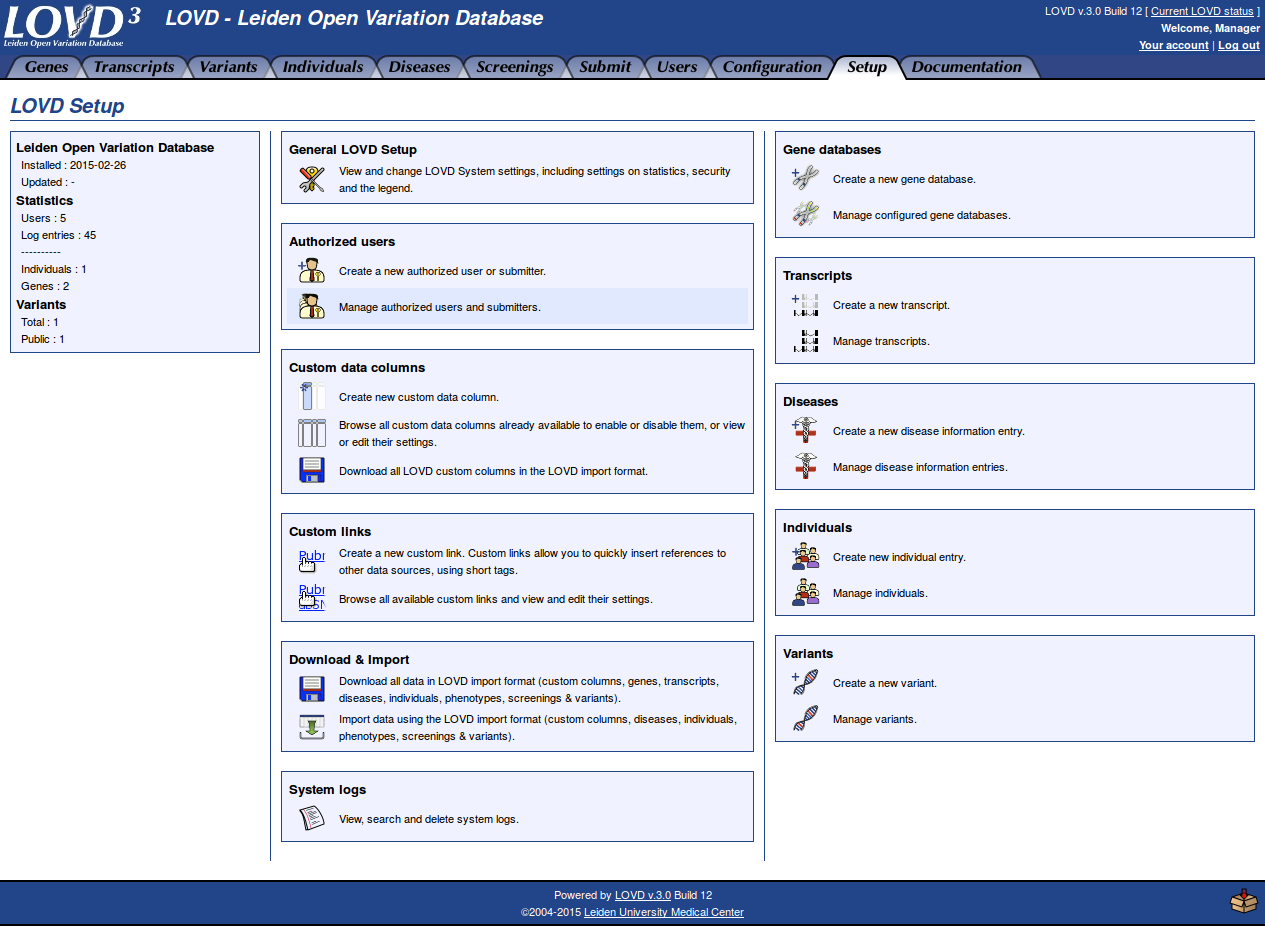 LOVD 3
Leiden Open Variation Database
LOVD - Leiden Open Variation Database
LOVD v.3.0 Build 12 [ Current LOVD status ]
Welcome, Manager
Your account | Log out
Genes Transcripts Variants Individuals Diseases Screenings Submit Users Configuration Setup Documentation
LOVD Setup
Leiden Open Variation Database
Installed : 2015-02-26
Updated : -
Statistics
Users : 5
Log entries : 45
----------
Individuals : 1
Genes : 2
Variants
Total : 1
Public : 1
General LOVD Setup
View and change LOVD System settings, including settings on statistics, security
and the legend.
Authorized users
Create a new authorized user or submitter.
Manage authorized users and submitters.
Custom data columns
Create new custom data column.
Browse all custom data columns already available to enable or disable them, or view
or edit their settings.
Download all LOVD custom columns in the LOVD import format.
Custom links
Create a new custom link. Custom links allow you to quickly insert references to
other data sources, using short tags.
Browse all available custom links and view and edit their settings.
Download & Import
Download all data in LOVD import format (custom columns, genes, transcripts,
diseases, individuals, phenotypes, screenings & variants).
Import data using the LOVD import format (custom columns, diseases, individuals,
phenotypes, screenings & variants).
System logs
View, search and delete system logs.
Gene databases
Create a new gene database.
Manage configured gene databases.
Transcripts
Create a new transcript.
Manage transcripts.
Diseases
Create a new disease information entry.
Manage disease information entries.
Individuals
Create new individual entry.
Manage individuals.
Variants
Create a new variant.
Manage variants.
Powered by LOVD v.3.0 Build 12
©2004-2015 Leiden University Medical Center